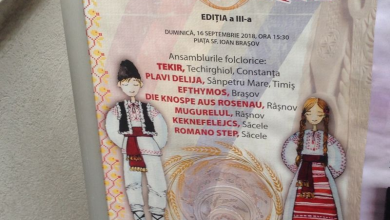 EDIȚIA a III-a
DUMINICĂ, 16 SEPTEMBRIE 2018, ORA 15:30
PIAȚA SF. IOAN BRAȘOV
Ansamblurile folclorice:
TEKIR, Techirghiol, Constanța
PLAVI DELIJA, Sânpetru Mare, Timiș
EFTHYMOS, Brașov
DIE KNOSPE AUS ROSENAU, Râșnov
MUGURELUL, Râșnov
KEKNEFELEJCS, Săcele
ROMANO STEP, Săcele